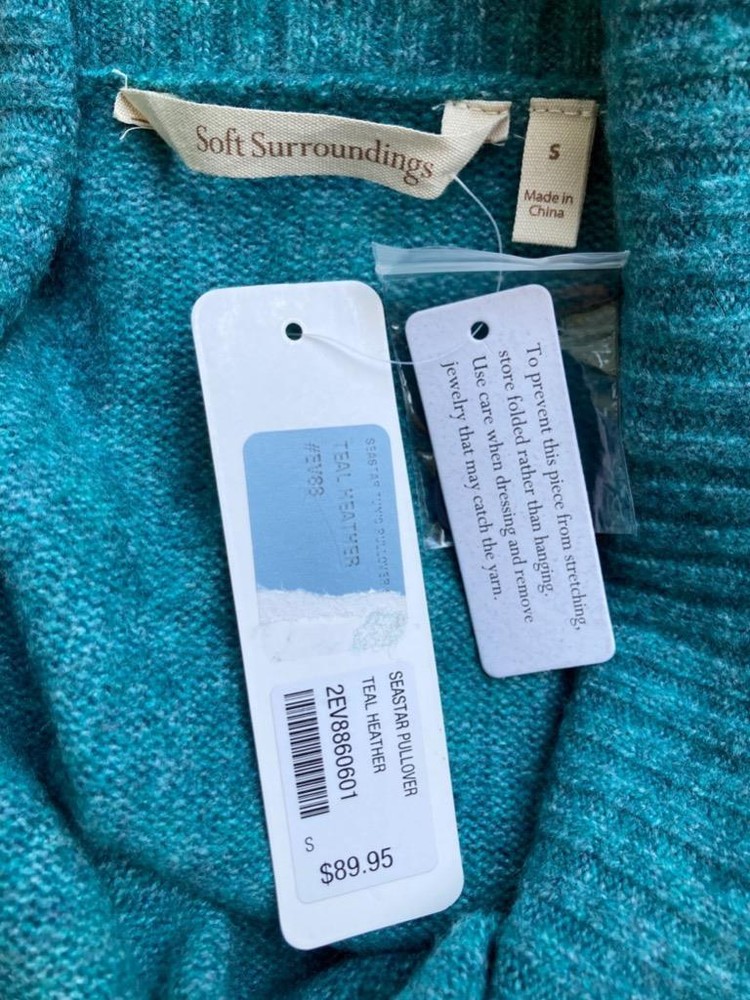 Soft Surroundings
S
Made in
China
To prevent this piece from stretching,
store folded rather than hanging.
Use care when dressing and remove
jewelry that may catch the yarn.
SEASTAR TUNIC PULLOVER
TEAL HEATHER
#EV88
SEASTAR PULLOVER
TEAL HEATHER
2EV8860601
S
$89.95